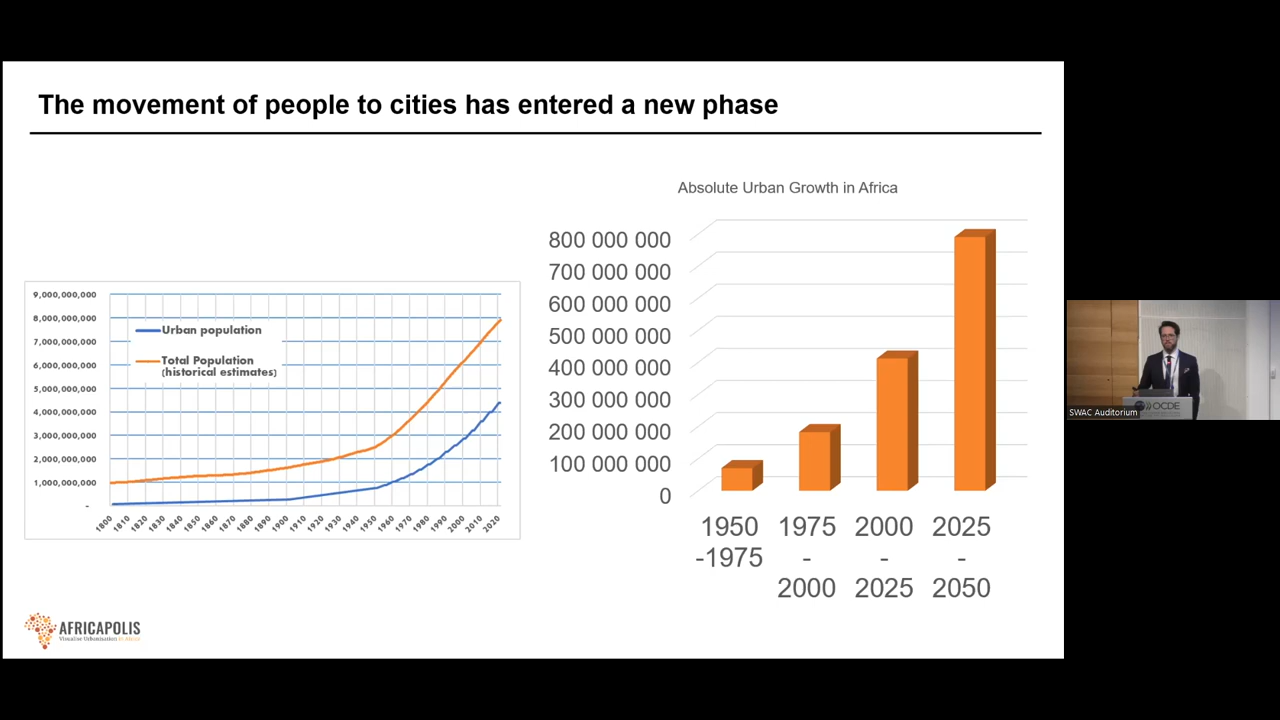 The movement of people to cities has entered a new phase
9,000,000,000
8,000,000,000
7,000,000,000
6,000,000,000
5,000,000,000
4,000,000,000
3,000,000,000
2,000,000,000
1,000,000,000
-
Urban population
Total Population
(historical estimates)
1800 1810 1820 1830 1840 1850 1860 1870 1880 1890 1900 1910 1920 1930 1940 1950 1960 1970 1980 1990 2000 2010 2020
Absolute Urban Growth in Africa
800 000 000
700 000 000
600 000 000
500 000 000
400 000 000
300 000 000
200 000 000
100 000 000
0
1950 1975 2000 2025
-1975 - - -
2000 2025 2050
AFRICAPOLIS
Visualise Urbanisation in Africa
OCDE
SWAC Auditorium